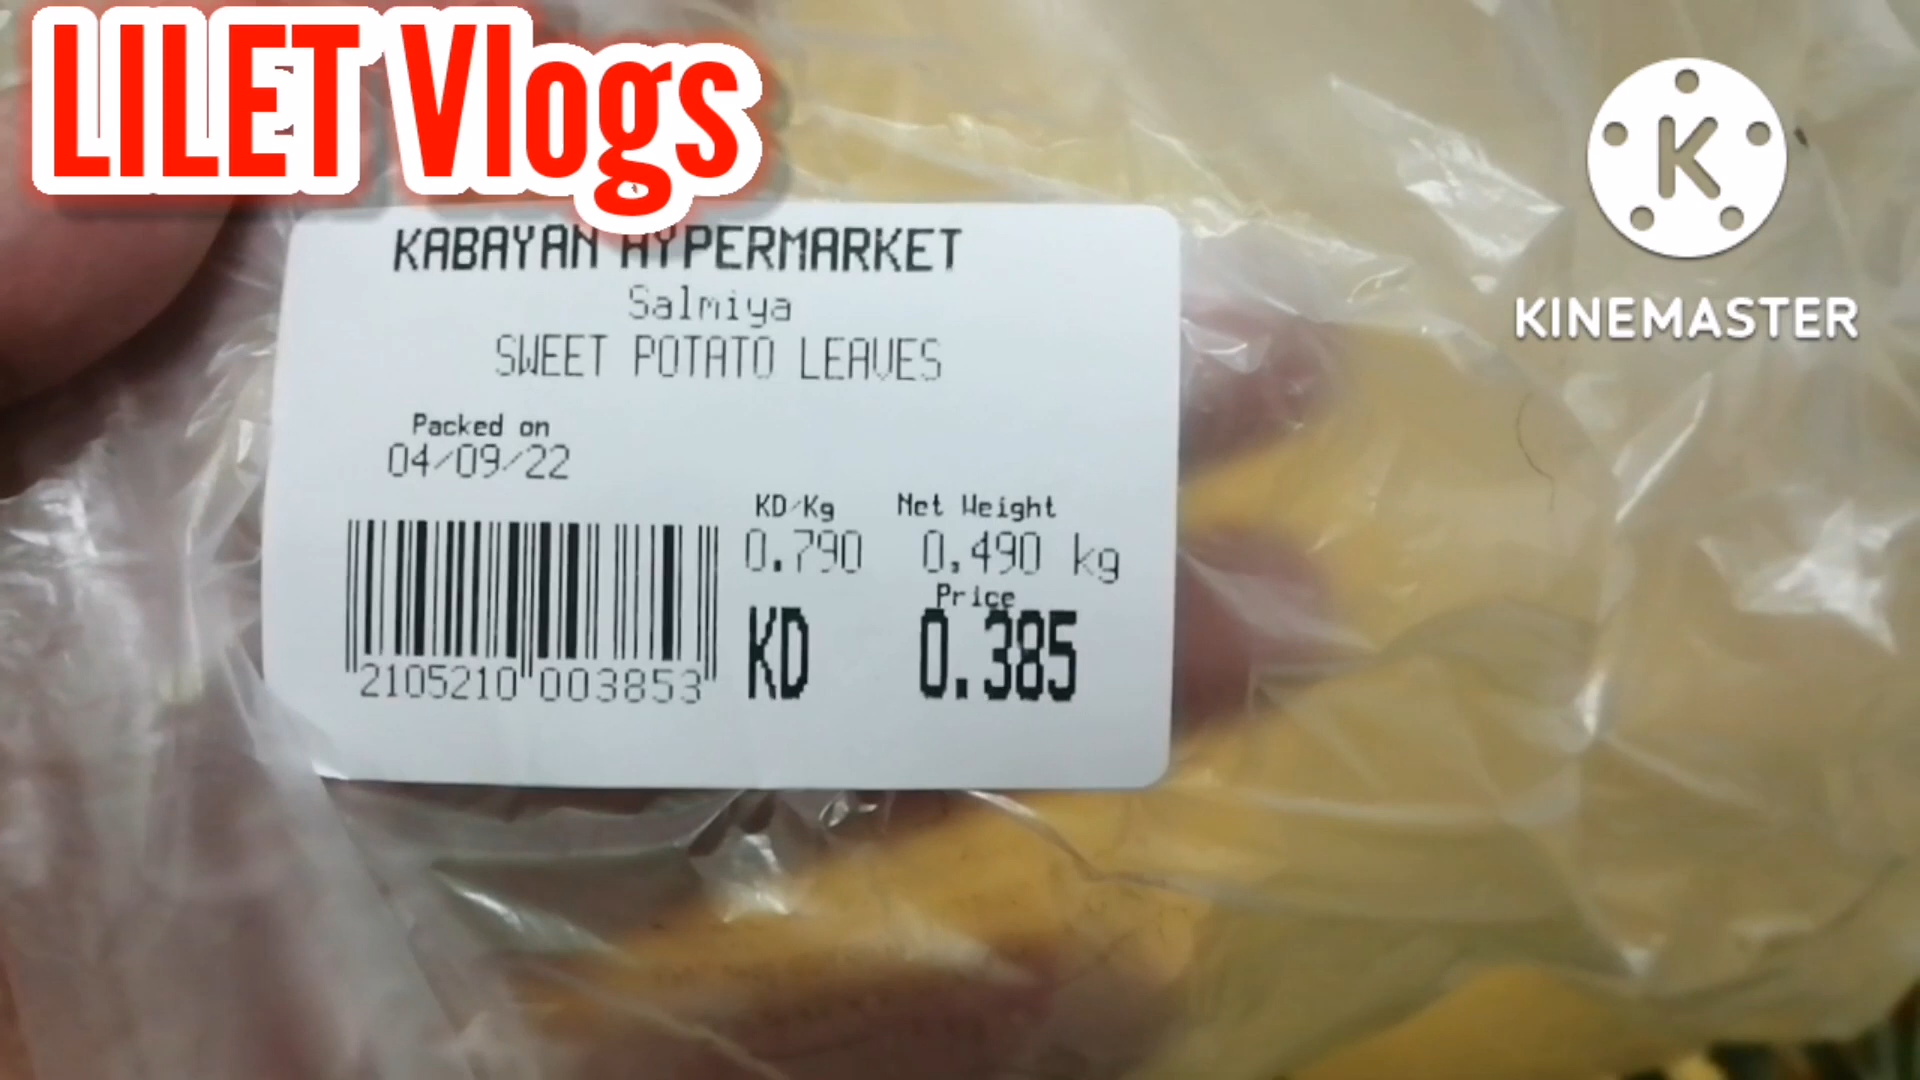 LILET Vlogs
K
KINEMASTER
KABAYAN HYPERMARKET
Salmiya
SWEET POTATO LEAVES
Packed on
04/09/22
KD/Kg
0.790
Net Weight
0.490 kg
Price
KD 0.385
2105210 003853